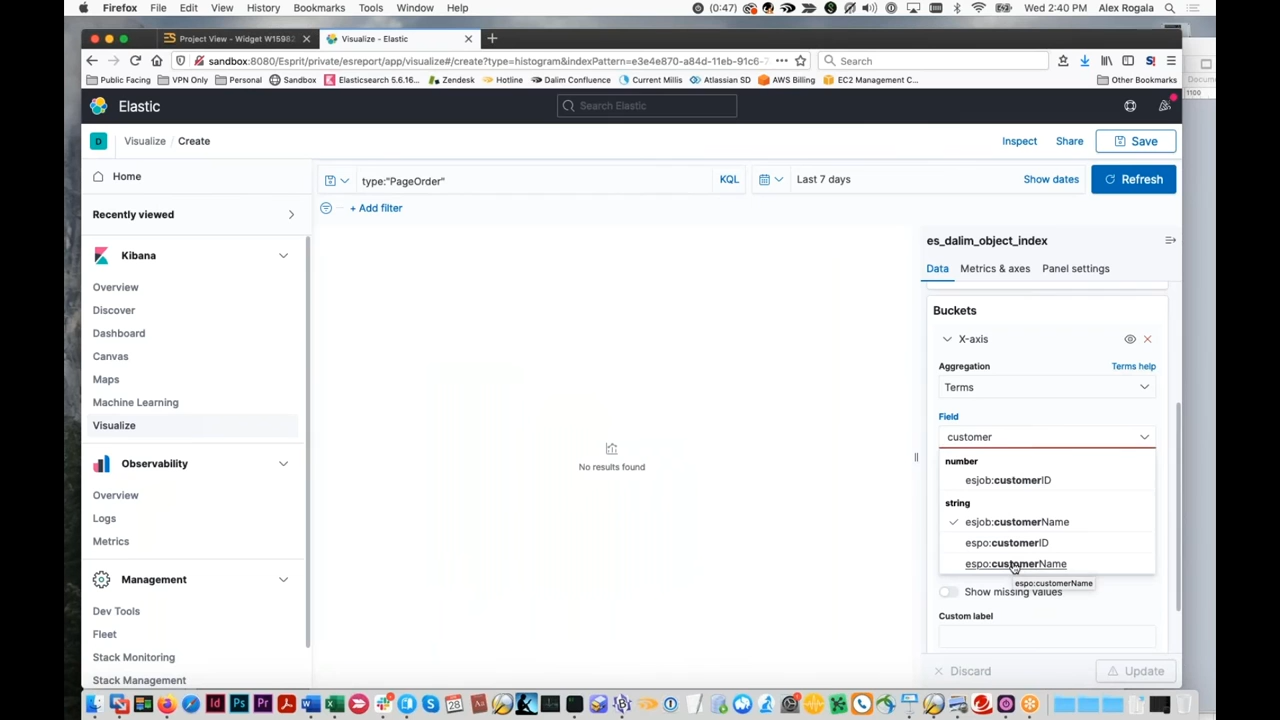 Firefox File Edit View History Bookmarks Tools Window Help (0:47) Wed 2:40 PM Alex Rogala
Project View - Widget W1598 Visualize - Elastic
sandbox:8080/Esprit/private/esreport/app/visualize#/create?type=histogram&indexPattern=e3e4e870-a84d-11eb-91c6-7 Search
Public Facing VPN Only Personal Sandbox Elasticsearch 5.6.16... Zendesk Hotline Dalim Confluence Current Millis Atlassian SD AWS Billing EC2 Management C... Other Bookmarks
1100
Elastic Search Elastic
D Visualize / Create Inspect Share Save
Home
type:"PageOrder" KQL Last 7 days Show dates Refresh
+ Add filter
Recently viewed
Kibana
Overview
Discover
Dashboard
Canvas
Maps
Machine Learning
Visualize
Observability
Overview
Logs
Metrics
Management
Dev Tools
Fleet
Stack Monitoring
Stack Management
No results found
es_dalim_object_index
Data Metrics & axes Panel settings
Buckets
X-axis
Aggregation Terms help
Terms
Field
customer
number
esjob:customerID
string
esjob:customerName
espo:customerID
espo:customerName
espo:customerName
Show missing values
Custom label
Discard Update